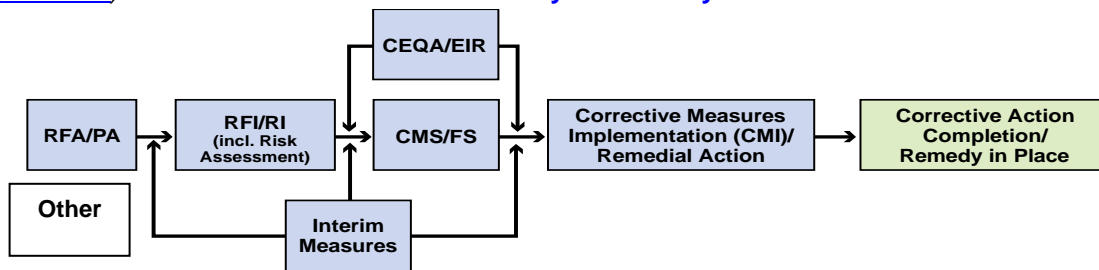 CEQA/EIR
RFA/PA
RFI/RI
(incl. Risk
Assessment)
CMS/FS
Corrective Measures
Implementation (CMI)/
Remedial Action
Corrective Action
Completion/
Remedy in Place
Other
Interim
Measures